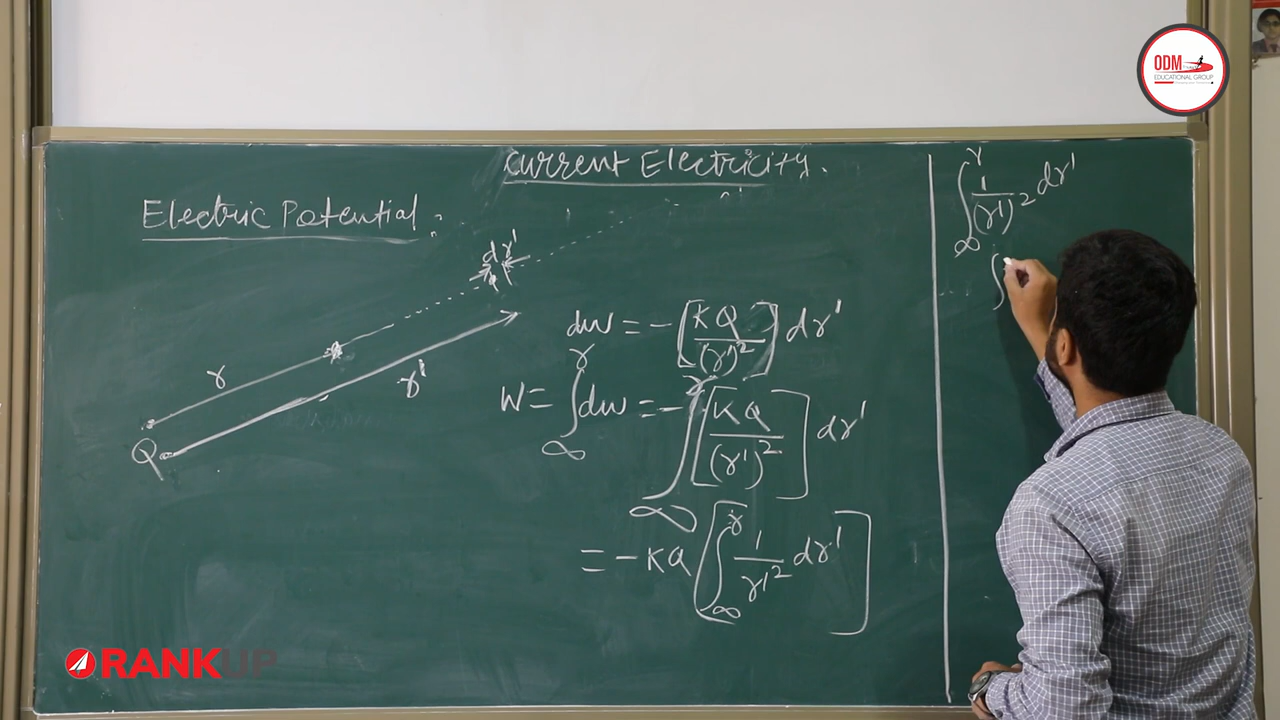 ODM
EDUCATIONAL GROUP
Current Electricity.
Electric Potential :
dr'
r
r'
Q
dw = -[KQ/(r')²] dr'
W = ∫∞^r dw = -∫∞^r [KQ/(r')²] dr'
= -KQ [∫∞^r 1/r'² dr']
∫∞^r 1/(r')² dr'
∫
RANKUP